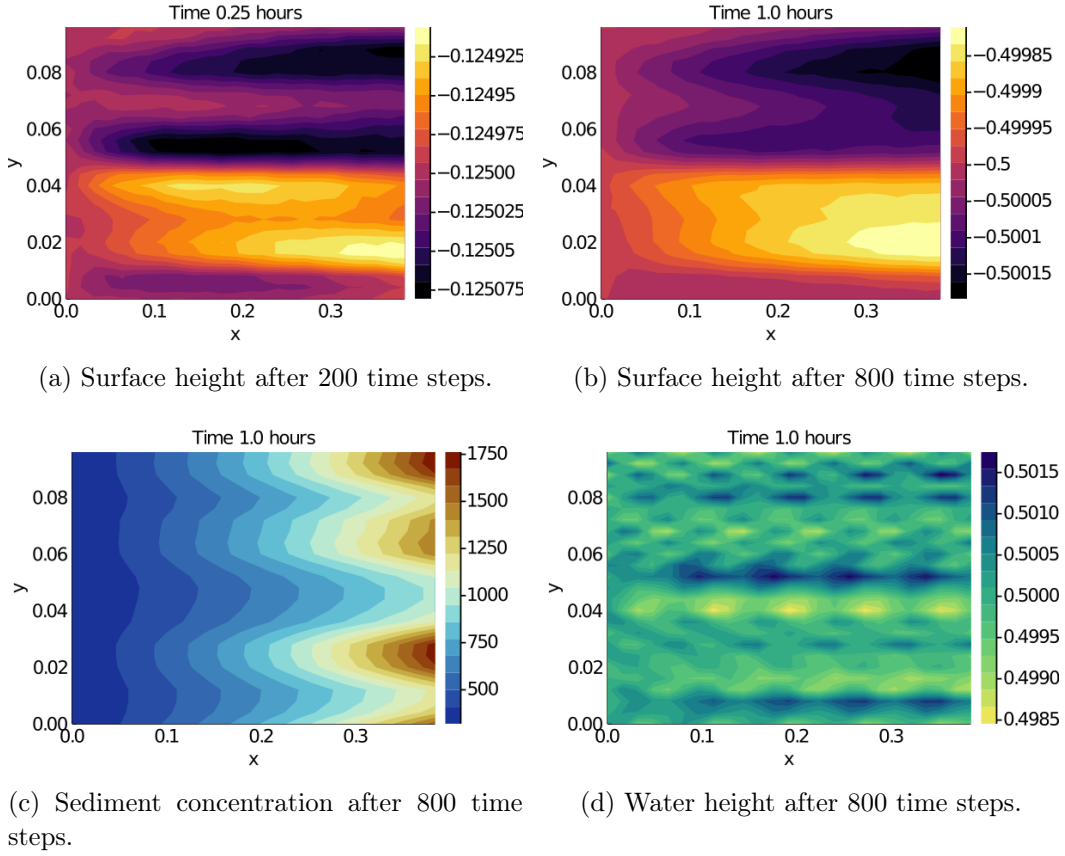 Time 0.25 hours
y
0.08
0.06
0.04
0.02
0.00
0.0 0.1 0.2 0.3
x
−0.124925
−0.12495
−0.124975
−0.12500
−0.125025
−0.12505
−0.125075
(a) Surface height after 200 time steps.
Time 1.0 hours
y
0.08
0.06
0.04
0.02
0.00
0.0 0.1 0.2 0.3
x
−0.49985
−0.4999
−0.49995
−0.5
−0.50005
−0.5001
−0.50015
(b) Surface height after 800 time steps.
Time 1.0 hours
y
0.08
0.06
0.04
0.02
0.00
0.0 0.1 0.2 0.3
x
1750
1500
1250
1000
750
500
(c) Sediment concentration after 800 time
steps.
Time 1.0 hours
y
0.08
0.06
0.04
0.02
0.00
0.0 0.1 0.2 0.3
x
0.5015
0.5010
0.5005
0.5000
0.4995
0.4990
0.4985
(d) Water height after 800 time steps.